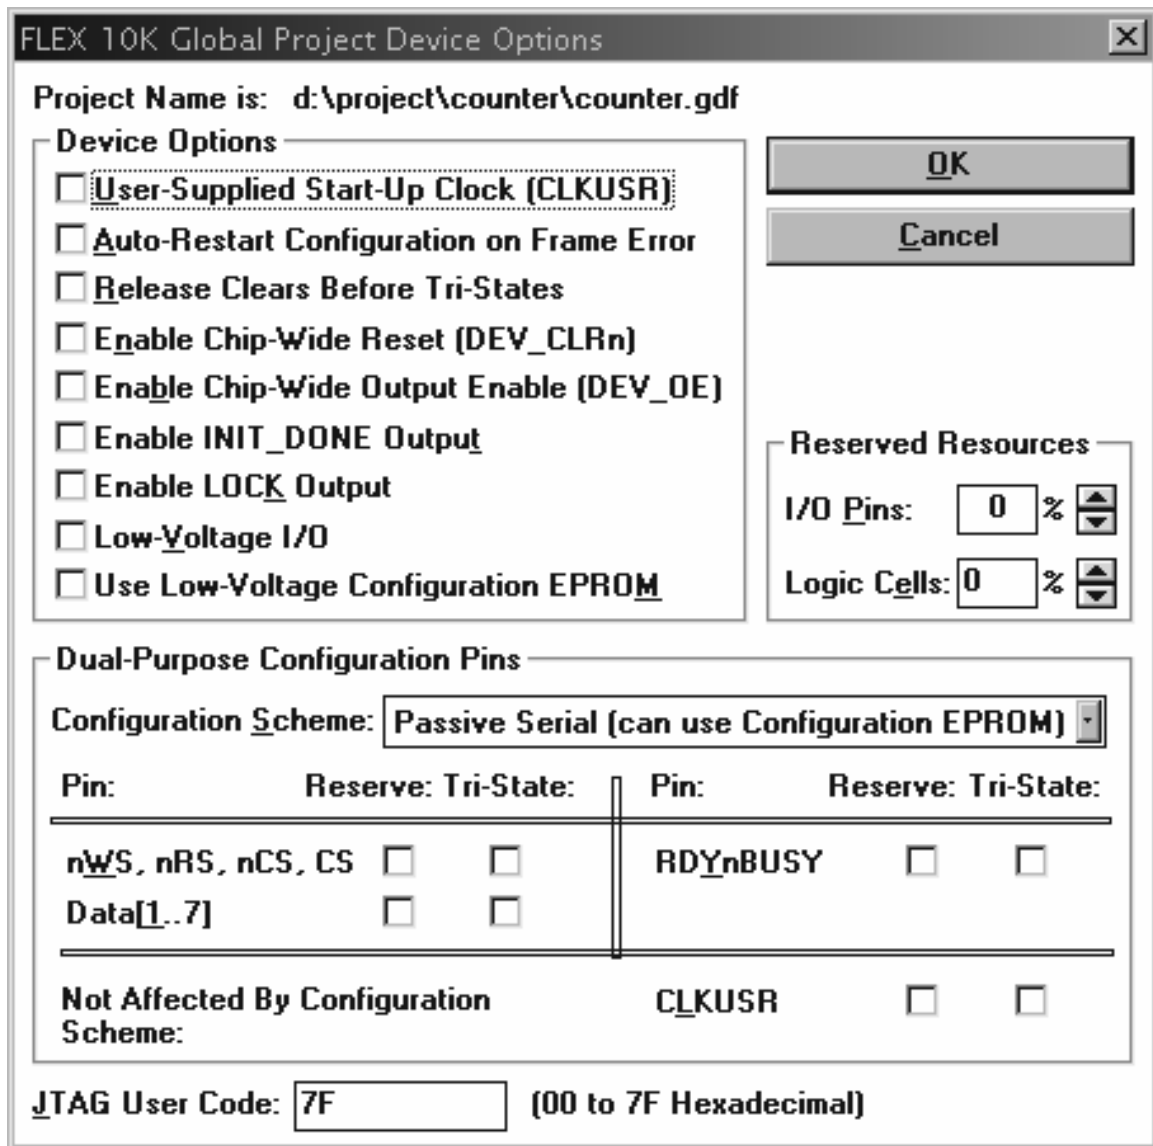 FLEX 10K Global Project Device Options
Project Name is: d:\project\counter\counter.gdf
Device Options
User-Supplied Start-Up Clock (CLKUSR)
Auto-Restart Configuration on Frame Error
Release Clears Before Tri-States
Enable Chip-Wide Reset (DEV_CLRn)
Enable Chip-Wide Output Enable (DEV_OE)
Enable INIT_DONE Output
Enable LOCK Output
Low-Voltage I/O
Use Low-Voltage Configuration EPROM
OK
Cancel
Reserved Resources
I/O Pins: 0 %
Logic Cells: 0 %
Dual-Purpose Configuration Pins
Configuration Scheme: Passive Serial (can use Configuration EPROM)
Pin: Reserve: Tri-State: Pin: Reserve: Tri-State:
nWS, nRS, nCS, CS RDYnBUSY
Data[1..7]
Not Affected By Configuration CLKUSR
Scheme:
JTAG User Code: 7F (00 to 7F Hexadecimal)